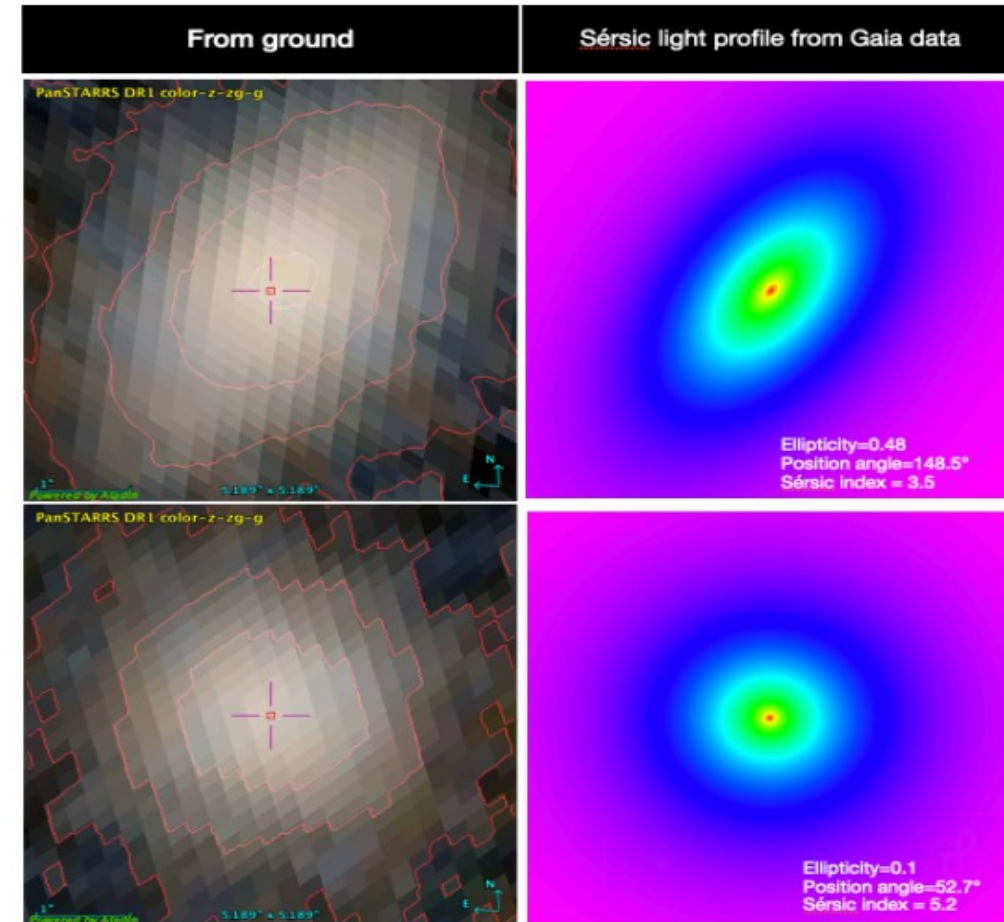 From ground
Sérsic light profile from Gaia data
PanSTARRS DR1 color-z-zg-g
N
E
1"
5.189" x 5.189"
Powered by Aladin
Ellipticity=0.48
Position angle=148.5°
Sérsic index = 3.5
PanSTARRS DR1 color-z-zg-g
N
E
1"
5.189" x 5.189"
Powered by Aladin
Ellipticity=0.1
Position angle=52.7°
Sérsic index = 5.2